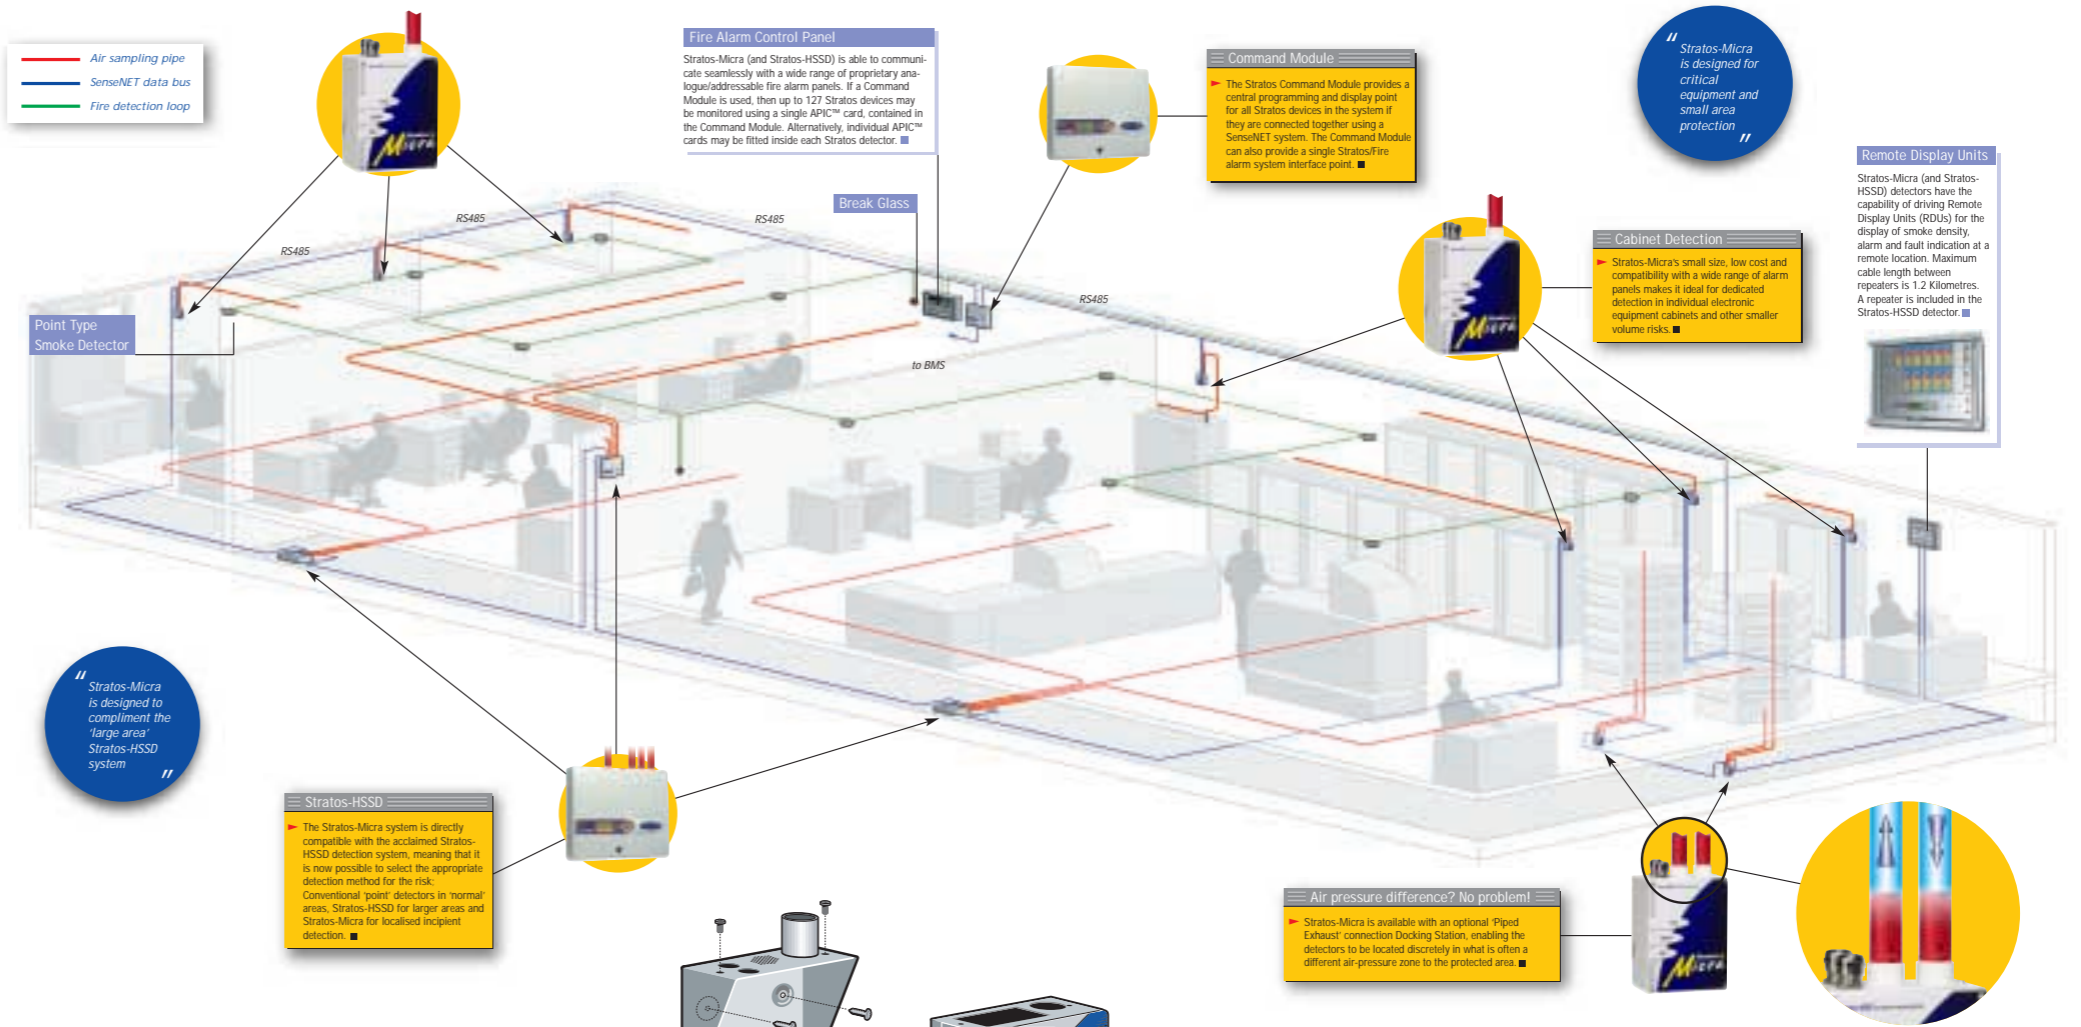 Air sampling pipe
SenseNET data bus
Fire detection loop
Fire Alarm Control Panel
Stratos-Micra (and Stratos-HSSD) is able to communi-
cate seamlessly with a wide range of proprietary ana-
logue/addressable fire alarm panels. If a Command
Module is used, then up to 127 Stratos devices may
be monitored using a single APIC™ card, contained in
the Command Module. Alternatively, individual APIC™
cards may be fitted inside each Stratos detector.
Command Module
The Stratos Command Module provides a
central programming and display point
for all Stratos devices in the system if
they are connected together using a
SenseNET system. The Command Module
can also provide a single Stratos/Fire
alarm system interface point.
"
Stratos-Micra
is designed for
critical
equipment and
small area
protection
"
Remote Display Units
Stratos-Micra (and Stratos-
HSSD) detectors have the
capability of driving Remote
Display Units (RDUs) for the
display of smoke density,
alarm and fault indication at a
remote location. Maximum
cable length between
repeaters is 1.2 Kilometres.
A repeater is included in the
Stratos-HSSD detector.
Micra
Break Glass
RS485
RS485
RS485
RS485
Cabinet Detection
Stratos-Micra's small size, low cost and
compatibility with a wide range of alarm
panels makes it ideal for dedicated
detection in individual electronic
equipment cabinets and other smaller
volume risks.
Micra
Point Type
Smoke Detector
to BMS
"
Stratos-Micra
is designed to
compliment the
'large area'
Stratos-HSSD
system
"
Stratos-HSSD
The Stratos-Micra system is directly
compatible with the acclaimed Stratos-
HSSD detection system, meaning that it
is now possible to select the appropriate
detection method for the risk;
Conventional 'point' detectors in 'normal'
areas, Stratos-HSSD for larger areas and
Stratos-Micra for localised incipient
detection.
Air pressure difference? No problem!
Stratos-Micra is available with an optional 'Piped
Exhaust' connection Docking Station, enabling the
detectors to be located discretely in what is often a
different air-pressure zone to the protected area.
Micra